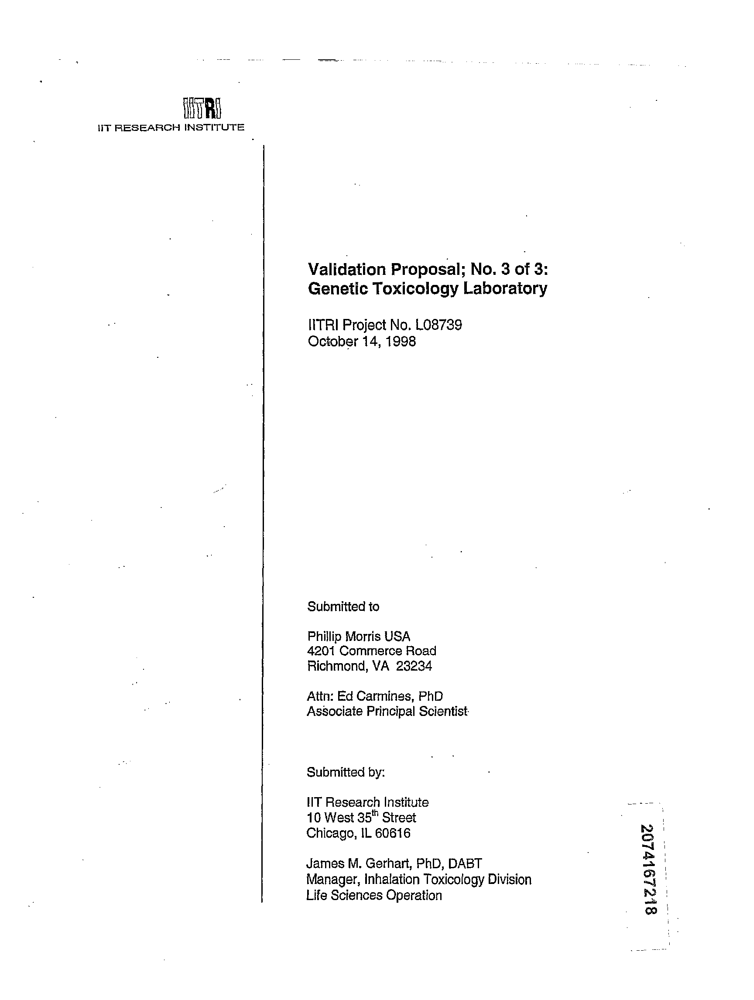 IITRI
IIT RESEARCH INSTITUTE
Validation Proposal; No. 3 of 3:
Genetic Toxicology Laboratory
IITRI Project No. L08739
October 14, 1998
Submitted to
Phillip Morris USA
4201 Commerce Road
Richmond, VA 23234
Attn: Ed Carmines, PhD
Associate Principal Scientist
Submitted by:
IIT Research Institute
10 West 35th Street
Chicago, IL 60616
James M. Gerhart, PhD, DABT
Manager, Inhalation Toxicology Division
Life Sciences Operation
2074167218